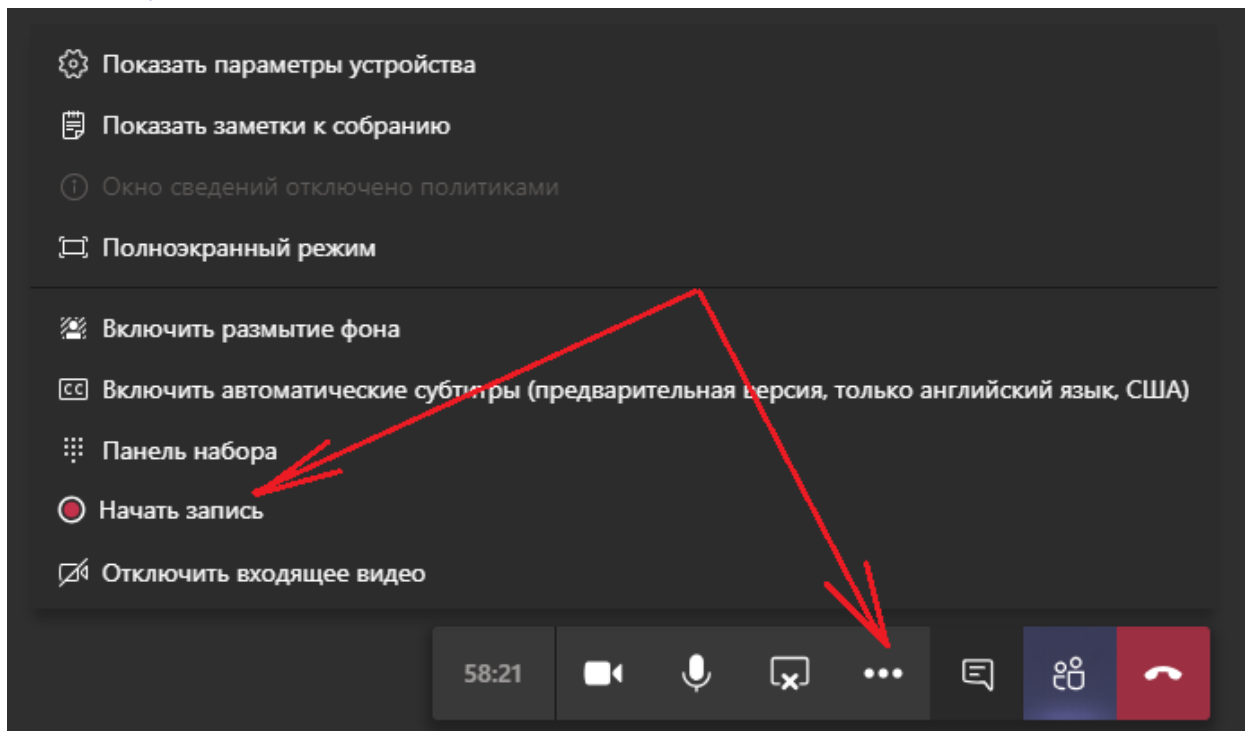 Показать параметры устройства
Показать заметки к собранию
Окно сведений отключено политиками
Полноэкранный режим
Включить размытие фона
CC Включить автоматические субтитры (предварительная версия, только английский язык, США)
Панель набора
Начать запись
Отключить входящее видео
58:21